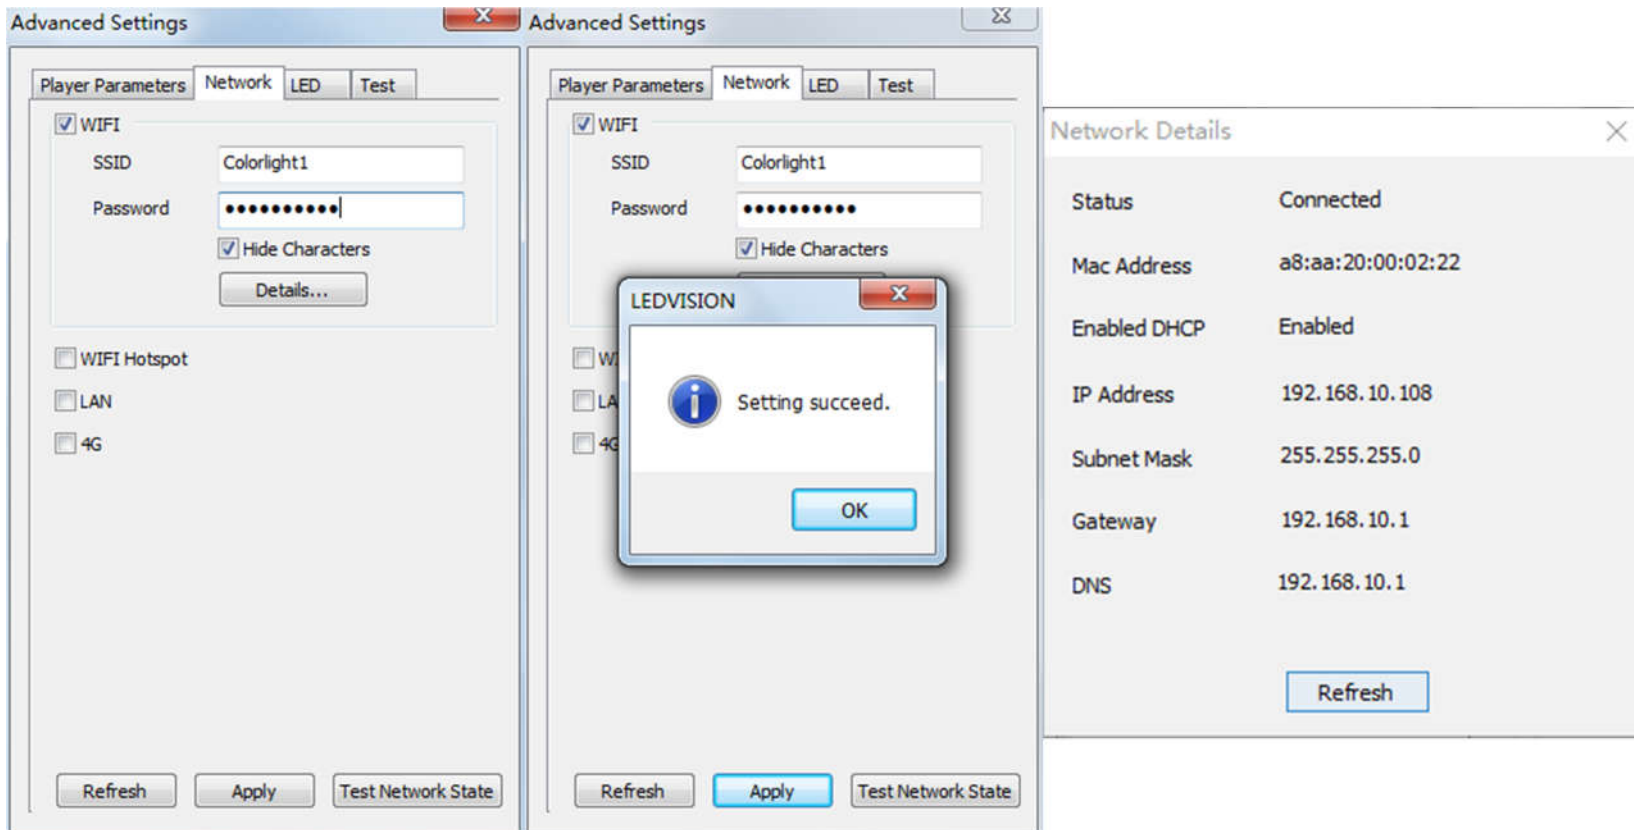 Advanced Settings
Player Parameters Network LED Test
WIFI
SSID Colorlight1
Password ●●●●●●●●●●
Hide Characters
Details...
WIFI Hotspot
LAN
4G
Refresh Apply Test Network State
Advanced Settings
Player Parameters Network LED Test
WIFI
SSID Colorlight1
Password ●●●●●●●●●●
Hide Characters
LEDVISION
Setting succeed.
OK
WI
LA
4G
Refresh Apply Test Network State
Network Details
Status Connected
Mac Address a8:aa:20:00:02:22
Enabled DHCP Enabled
IP Address 192.168.10.108
Subnet Mask 255.255.255.0
Gateway 192.168.10.1
DNS 192.168.10.1
Refresh